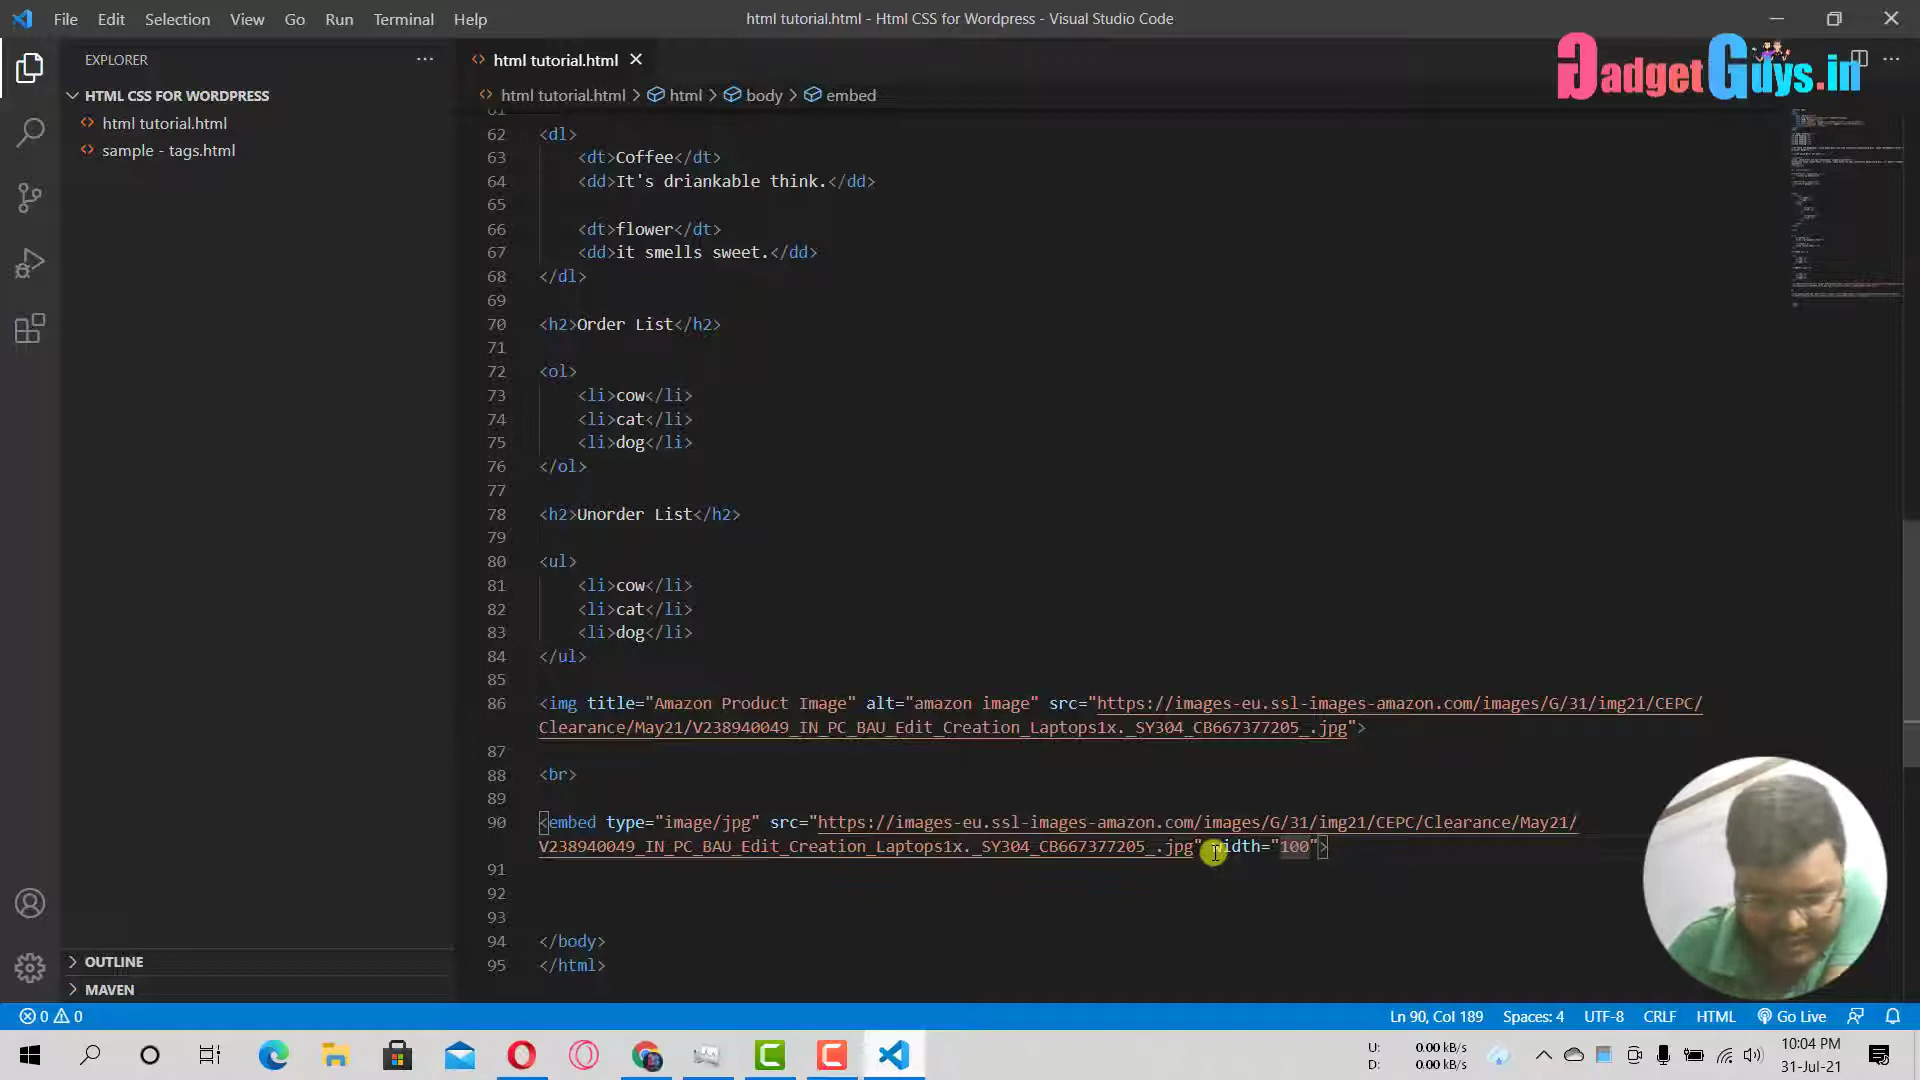 File Edit Selection View Go Run Terminal Help
html tutorial.html - Html CSS for Wordpress - Visual Studio Code
GadgetGuys.in
EXPLORER
HTML CSS FOR WORDPRESS
html tutorial.html
sample - tags.html
OUTLINE
MAVEN
html tutorial.html
html tutorial.html > html > body > embed
61
62 <dl>
63 <dt>Coffee</dt>
64 <dd>It's driankable think.</dd>
65
66 <dt>flower</dt>
67 <dd>it smells sweet.</dd>
68 </dl>
69
70 <h2>Order List</h2>
71
72 <ol>
73 <li>cow</li>
74 <li>cat</li>
75 <li>dog</li>
76 </ol>
77
78 <h2>Unorder List</h2>
79
80 <ul>
81 <li>cow</li>
82 <li>cat</li>
83 <li>dog</li>
84 </ul>
85
86 <img title="Amazon Product Image" alt="amazon image" src="https://images-eu.ssl-images-amazon.com/images/G/31/img21/CEPC/
Clearance/May21/V238940049_IN_PC_BAU_Edit_Creation_Laptops1x._SY304_CB667377205_.jpg">
87
88 <br>
89
90 <embed type="image/jpg" src="https://images-eu.ssl-images-amazon.com/images/G/31/img21/CEPC/Clearance/May21/
V238940049_IN_PC_BAU_Edit_Creation_Laptops1x._SY304_CB667377205_.jpg" width="100">
91
92
93
94 </body>
95 </html>
0 0
Ln 90, Col 189 Spaces: 4 UTF-8 CRLF HTML Go Live
U: 0.00 kB/s
D: 0.00 kB/s
10:04 PM
31-Jul-21